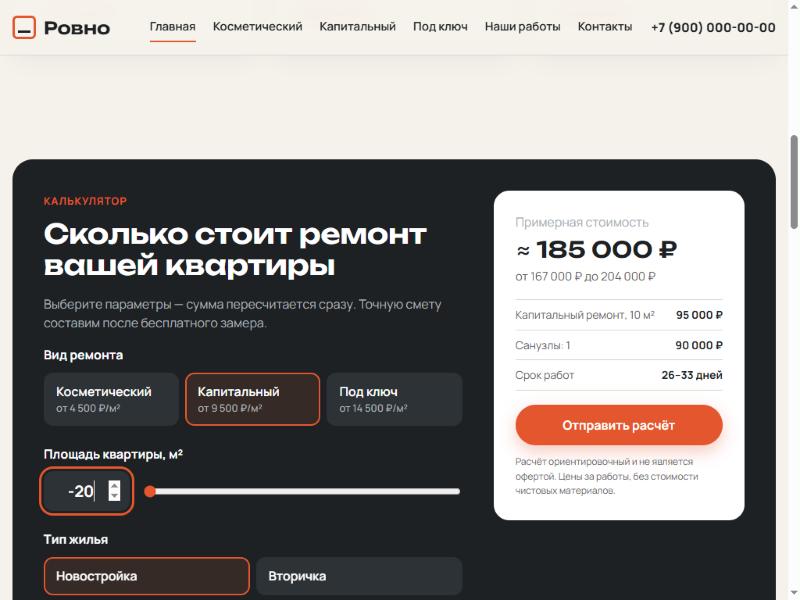 Ровно
Главная
Косметический
Капитальный
Под ключ
Наши работы
Контакты
+7 (900) 000-00-00
КАЛЬКУЛЯТОР
Сколько стоит ремонт
вашей квартиры
Выберите параметры — сумма пересчитается сразу. Точную смету
составим после бесплатного замера.
Вид ремонта
Косметический
от 4 500 ₽/м²
Капитальный
от 9 500 ₽/м²
Под ключ
от 14 500 ₽/м²
Площадь квартиры, м²
-20
Тип жилья
Новостройка
Вторичка
Примерная стоимость
≈ 185 000 ₽
от 167 000 ₽ до 204 000 ₽
Капитальный ремонт, 10 м² 95 000 ₽
Санузлы: 1 90 000 ₽
Срок работ 26–33 дней
Отправить расчёт
Расчёт ориентировочный и не является
офертой. Цены за работы, без стоимости
чистовых материалов.